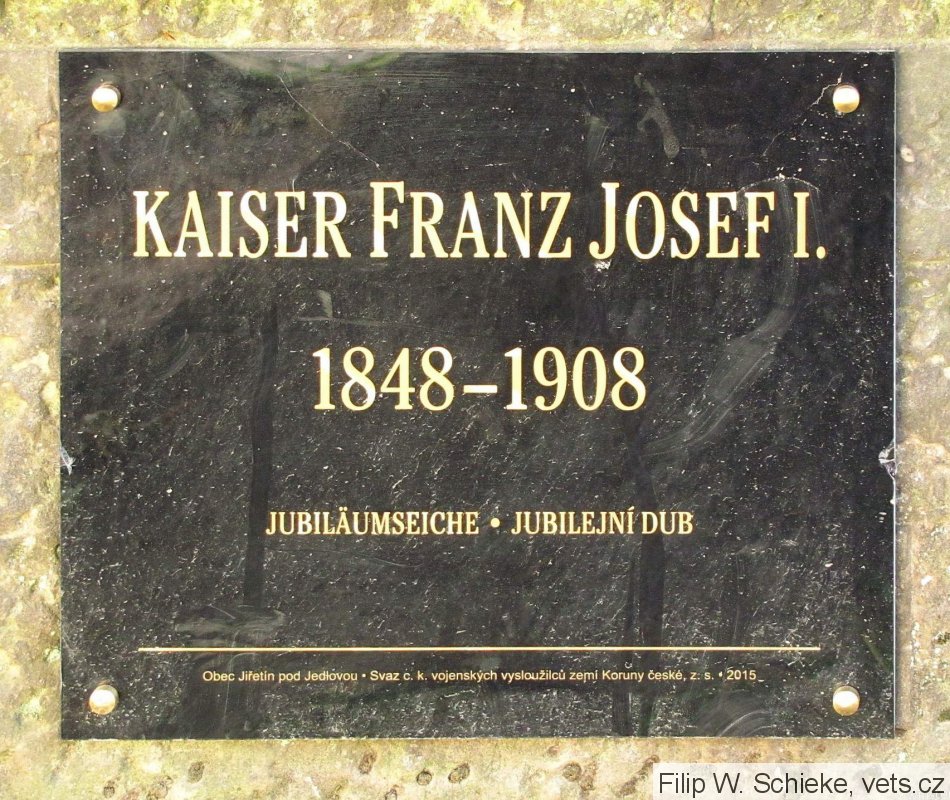 KAISER FRANZ JOSEF I.
1848–1908
JUBILÄUMSEICHE • JUBILEJNÍ DUB
Obec Jiřetín pod Jedlovou • Svaz c. k. vojenských vysloužilců zemí Koruny české, z. s. • 2015
Filip W. Schieke, vets.cz